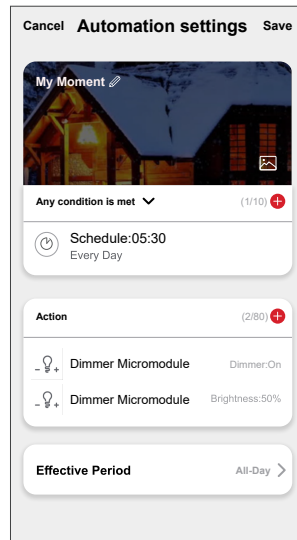 Cancel Automation settings Save
My Moment
Any condition is met (1/10)
Schedule:05:30
Every Day
Action (2/80)
Dimmer Micromodule Dimmer:On
Dimmer Micromodule Brightness:50%
Effective Period All-Day